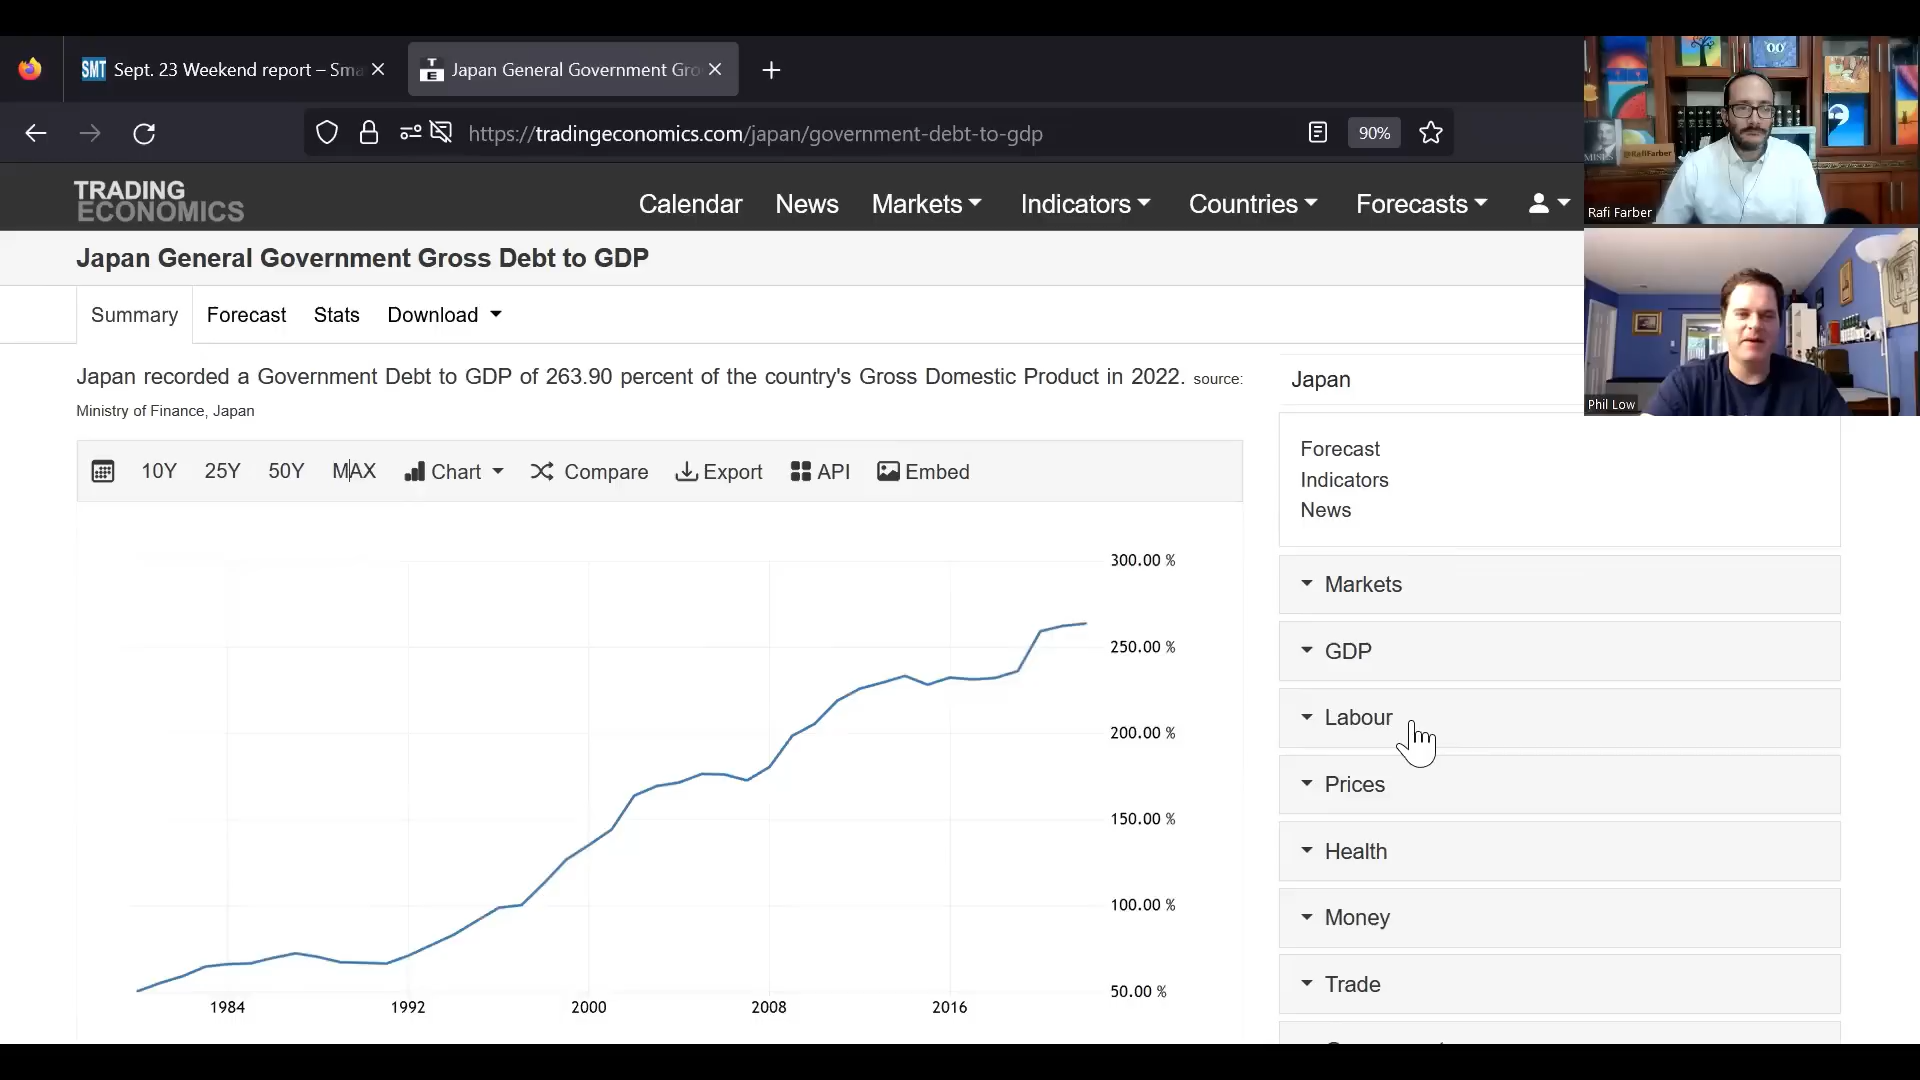 SMT Sept. 23 Weekend report – Sma
TE Japan General Government Gro
https://tradingeconomics.com/japan/government-debt-to-gdp
90%
TRADING
ECONOMICS
Calendar News Markets Indicators Countries Forecasts
Rafi Farber
Phil Low
Japan General Government Gross Debt to GDP
Summary Forecast Stats Download
Japan recorded a Government Debt to GDP of 263.90 percent of the country's Gross Domestic Product in 2022. source:
Ministry of Finance, Japan
10Y 25Y 50Y MAX Chart Compare Export API Embed
300.00 %
250.00 %
200.00 %
150.00 %
100.00 %
50.00 %
1984 1992 2000 2008 2016
Japan
Forecast
Indicators
News
Markets
GDP
Labour
Prices
Health
Money
Trade